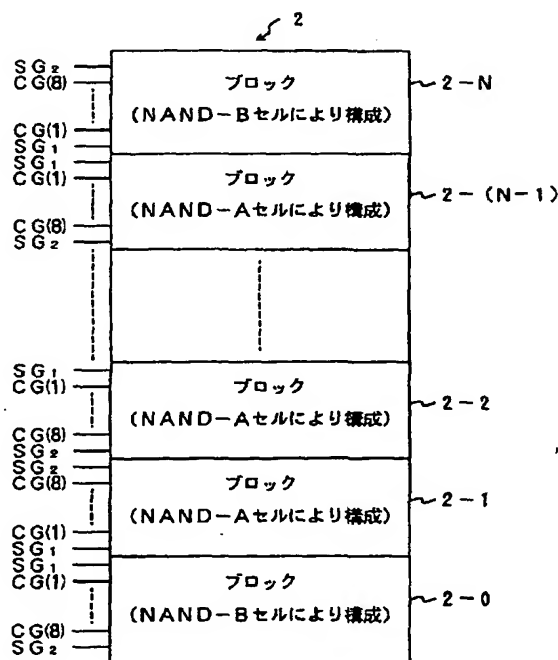 2
SG₂
CG(8)
CG(1)
SG₁
ブロック
(NAND-Bセルにより構成)
2-N
SG₁
CG(1)
CG(8)
SG₂
ブロック
(NAND-Aセルにより構成)
2-(N-1)
SG₁
CG(1)
CG(8)
SG₂
ブロック
(NAND-Aセルにより構成)
2-2
SG₂
CG(8)
CG(1)
SG₁
ブロック
(NAND-Aセルにより構成)
2-1
SG₁
CG(1)
CG(8)
SG₂
ブロック
(NAND-Bセルにより構成)
2-0